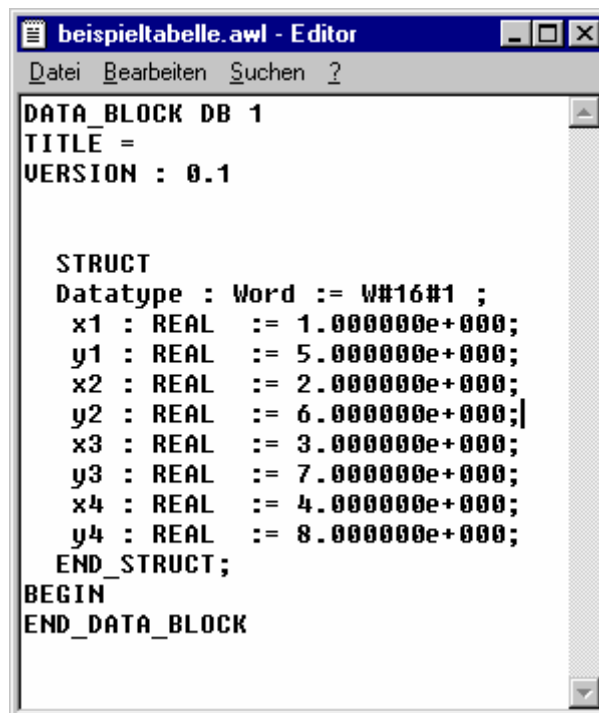 beispieltabelle.awl - Editor
Datei Bearbeiten Suchen ?
DATA_BLOCK DB 1
TITLE =
VERSION : 0.1
STRUCT
Datatype : Word := W#16#1 ;
x1 : REAL := 1.000000e+000;
y1 : REAL := 5.000000e+000;
x2 : REAL := 2.000000e+000;
y2 : REAL := 6.000000e+000;
x3 : REAL := 3.000000e+000;
y3 : REAL := 7.000000e+000;
x4 : REAL := 4.000000e+000;
y4 : REAL := 8.000000e+000;
END_STRUCT;
BEGIN
END_DATA_BLOCK